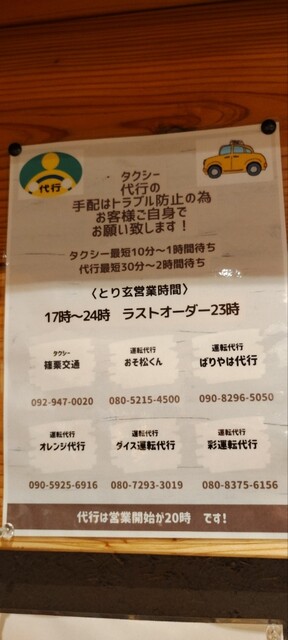 代行
タクシー
代行の
手配はトラブル防止の為
お客様ご自身で
お願い致します！
タクシー最短10分〜1時間待ち
代行最短30分〜2時間待ち
〈とり玄営業時間〉
17時〜24時 ラストオーダー23時
タクシー 運転代行 運転代行
篠栗交通 おそ松くん ばりやは代行
092-947-0020 080-5215-4500 090-8296-5050
運転代行 運転代行 運転代行
オレンジ代行 ダイス運転代行 彩運転代行
090-5925-6916 080-7293-3019 080-8375-6156
代行は営業開始が20時 です！